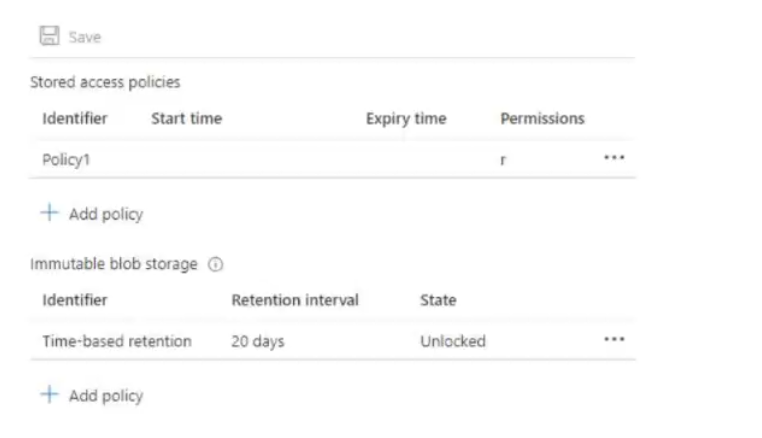 Save
Stored access policies
Identifier Start time Expiry time Permissions
Policy1 r ...
+ Add policy
Immutable blob storage
Identifier Retention interval State
Time-based retention 20 days Unlocked ...
+ Add policy